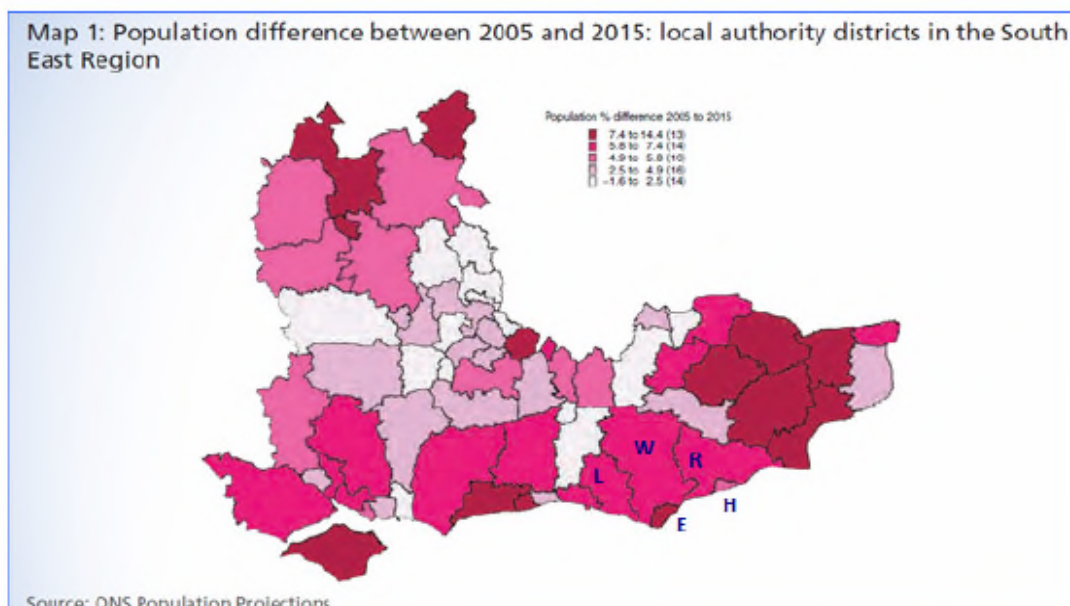 Map 1: Population difference between 2005 and 2015: local authority districts in the South
East Region
Population % difference 2005 to 2015
7.4 to 14.4 (13)
5.8 to 7.4 (14)
4.9 to 5.8 (10)
2.5 to 4.9 (16)
-1.6 to 2.5 (14)
W
R
L
H
E
Source: ONS Population Projections